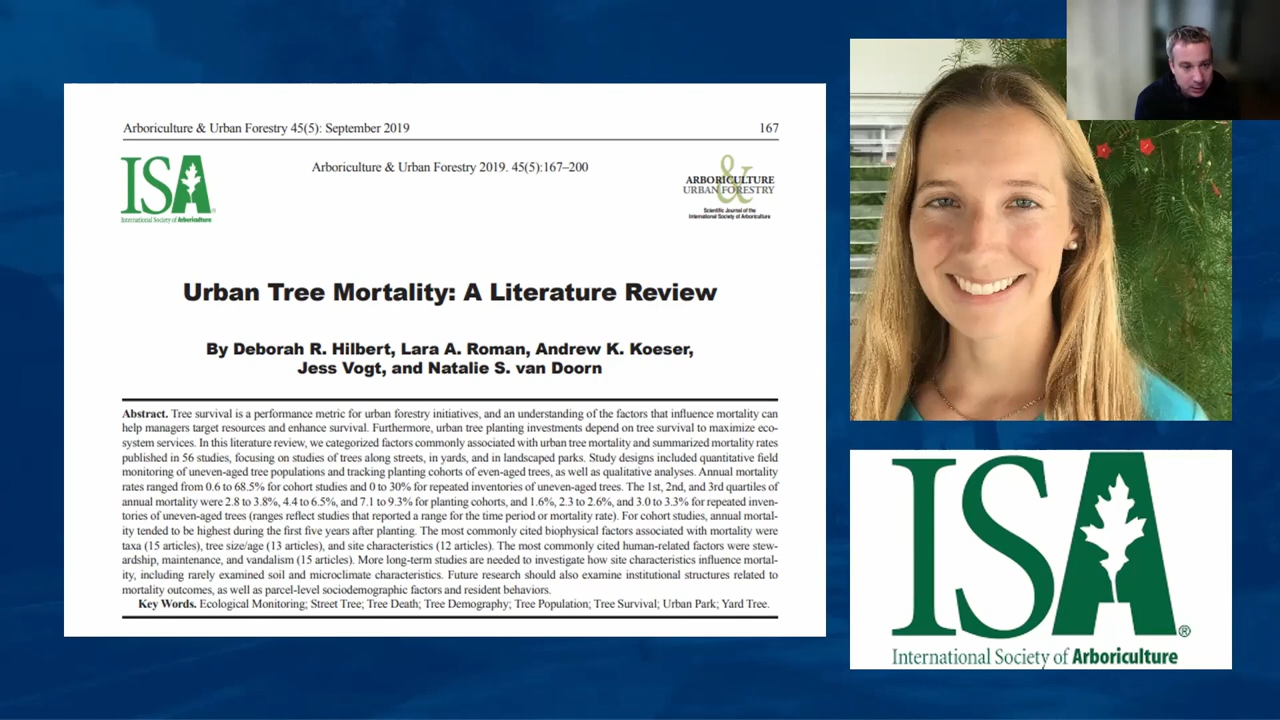 Arboriculture & Urban Forestry 45(5): September 2019
167
ISA
International Society of Arboriculture
Arboriculture & Urban Forestry 2019. 45(5):167–200
&
ARBORICULTURE
URBAN FORESTRY
Scientific Journal of the
International Society of Arboriculture
Urban Tree Mortality: A Literature Review
By Deborah R. Hilbert, Lara A. Roman, Andrew K. Koeser,
Jess Vogt, and Natalie S. van Doorn
Abstract. Tree survival is a performance metric for urban forestry initiatives, and an understanding of the factors that influence mortality can
help managers target resources and enhance survival. Furthermore, urban tree planting investments depend on tree survival to maximize eco-
system services. In this literature review, we categorized factors commonly associated with urban tree mortality and summarized mortality rates
published in 56 studies, focusing on studies of trees along streets, in yards, and in landscaped parks. Study designs included quantitative field
monitoring of uneven-aged tree populations and tracking planting cohorts of even-aged trees, as well as qualitative analyses. Annual mortality
rates ranged from 0.6 to 68.5% for cohort studies and 0 to 30% for repeated inventories of uneven-aged trees. The 1st, 2nd, and 3rd quartiles of
annual mortality were 2.8 to 3.8%, 4.4 to 6.5%, and 7.1 to 9.3% for planting cohorts, and 1.6%, 2.3 to 2.6%, and 3.0 to 3.3% for repeated inven-
tories of uneven-aged trees (ranges reflect studies that reported a range for the time period or mortality rate). For cohort studies, annual mortal-
ity tended to be highest during the first five years after planting. The most commonly cited biophysical factors associated with mortality were
taxa (15 articles), tree size/age (13 articles), and site characteristics (12 articles). The most commonly cited human-related factors were stew-
ardship, maintenance, and vandalism (15 articles). More long-term studies are needed to investigate how site characteristics influence mortal-
ity, including rarely examined soil and microclimate characteristics. Future research should also examine institutional structures related to
mortality outcomes, as well as parcel-level sociodemographic factors and resident behaviors.
Key Words. Ecological Monitoring; Street Tree; Tree Death; Tree Demography; Tree Population; Tree Survival; Urban Park; Yard Tree.
ISA®
International Society of Arboriculture